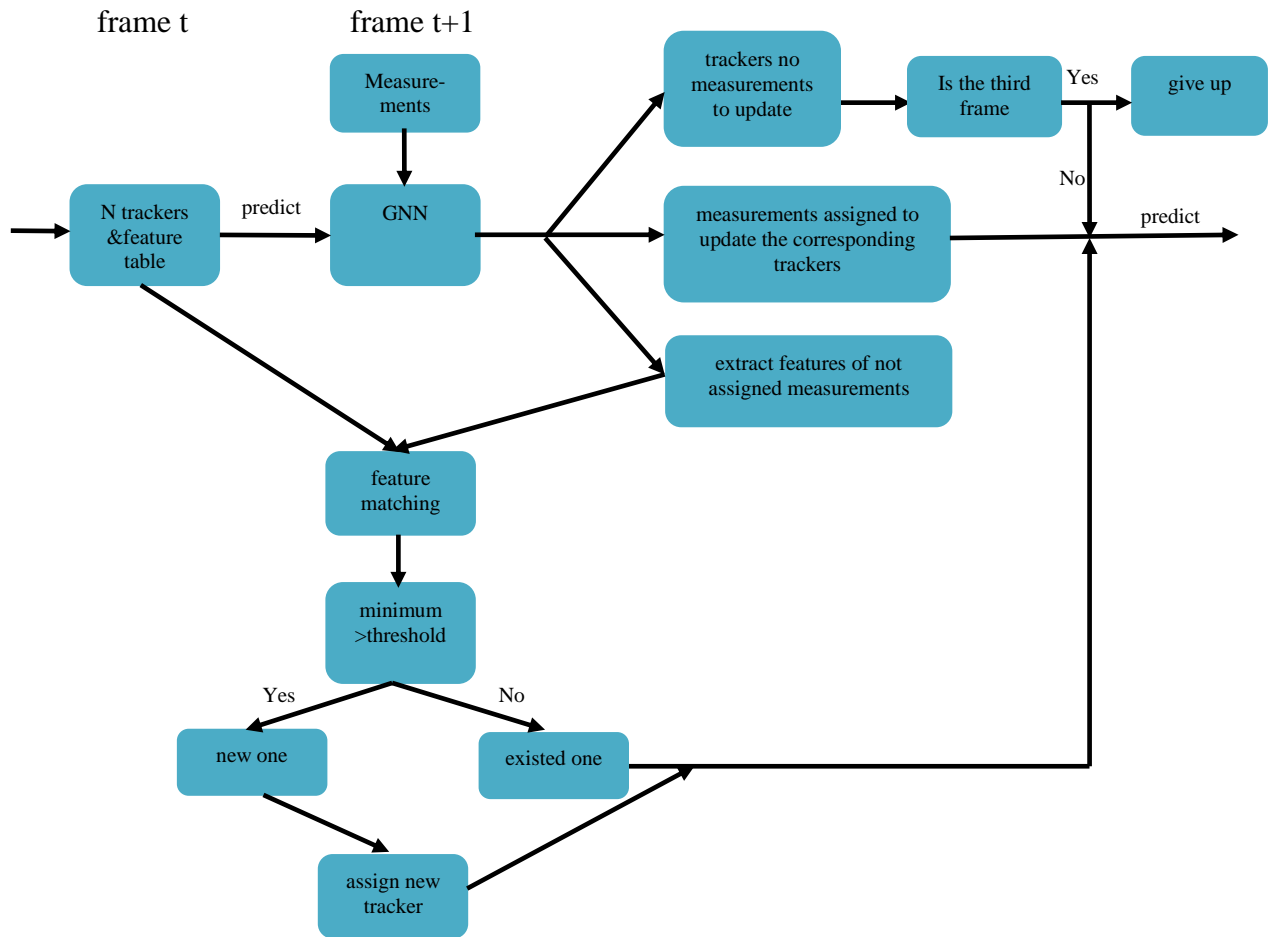 frame t
frame t+1
Measure-
ments
trackers no
measurements
to update
Is the third
frame
Yes
give up
No
N trackers
&feature
table
predict
GNN
measurements assigned to
update the corresponding
trackers
predict
extract features of not
assigned measurements
feature
matching
minimum
>threshold
Yes
No
new one
existed one
assign new
tracker